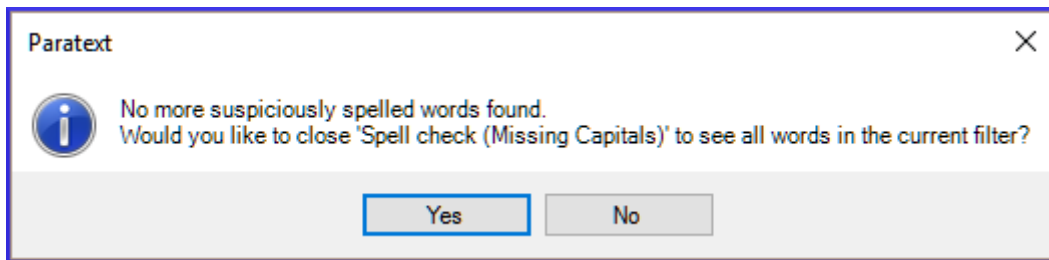 Paratext
No more suspiciously spelled words found.
Would you like to close 'Spell check (Missing Capitals)' to see all words in the current filter?
Yes
No